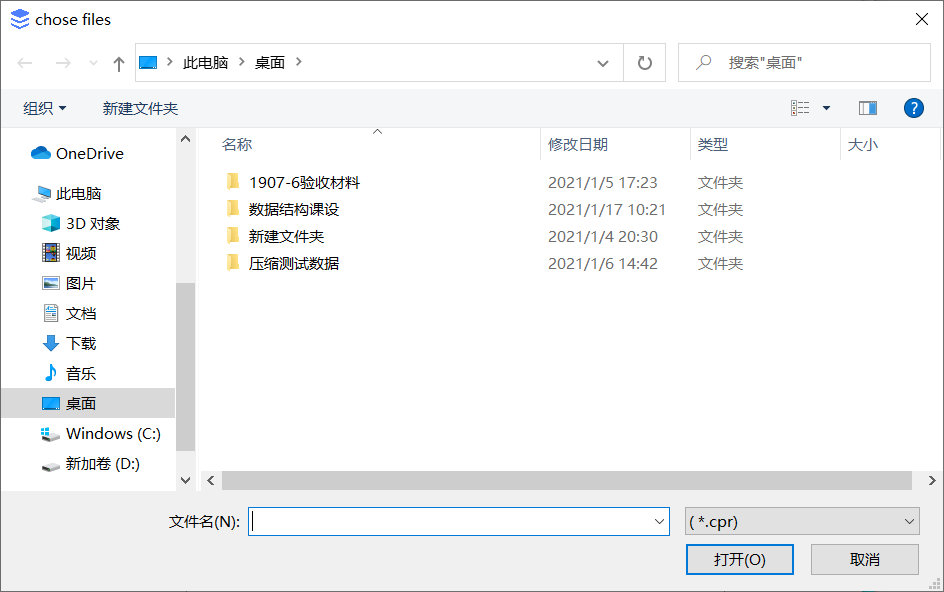 chose files
此电脑 桌面
搜索"桌面"
组织 新建文件夹
OneDrive
此电脑
3D 对象
视频
图片
文档
下载
音乐
桌面
Windows (C:)
新加卷 (D:)
名称 修改日期 类型 大小
1907-6验收材料 2021/1/5 17:23 文件夹
数据结构课设 2021/1/17 10:21 文件夹
新建文件夹 2021/1/4 20:30 文件夹
压缩测试数据 2021/1/6 14:42 文件夹
文件名(N): ( *.cpr)
打开(O) 取消